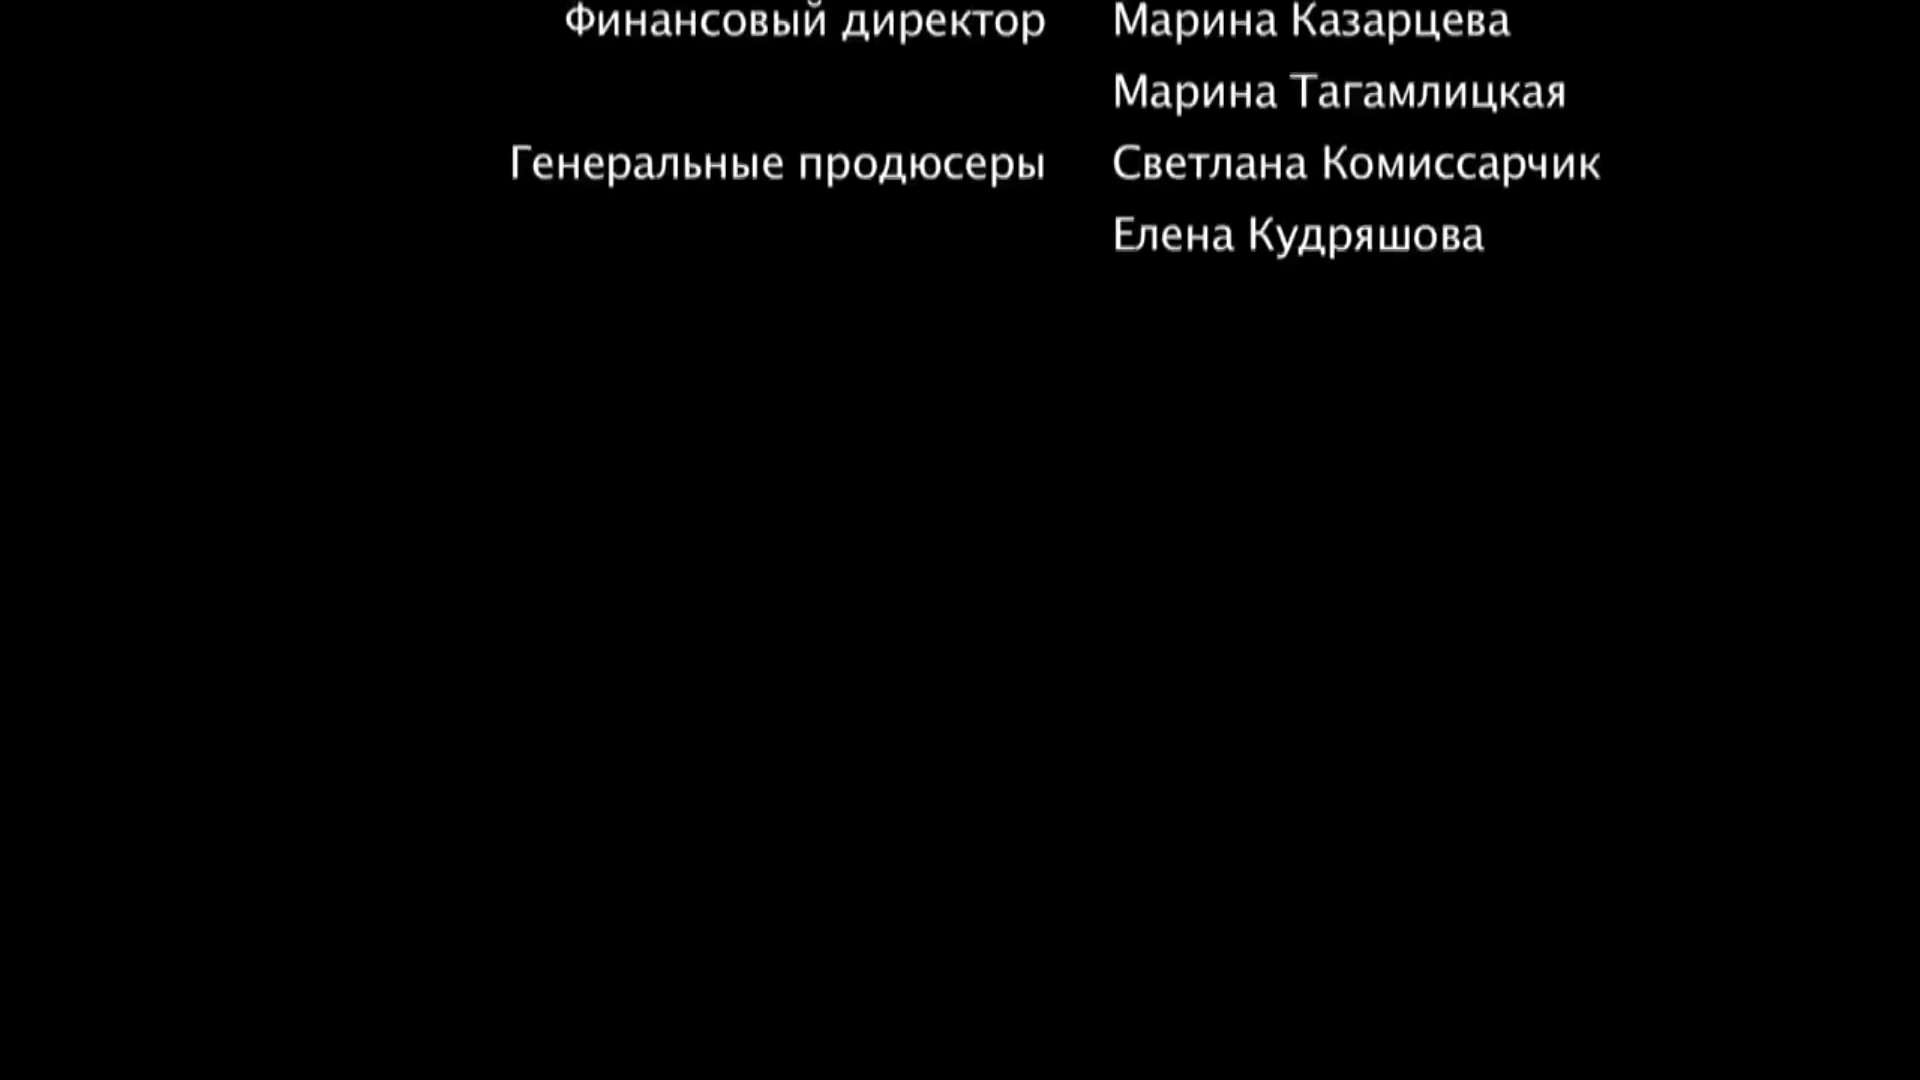 Финансовый директор Марина Казарцева
Марина Тагамлицкая
Генеральные продюсеры Светлана Комиссарчик
Елена Кудряшова